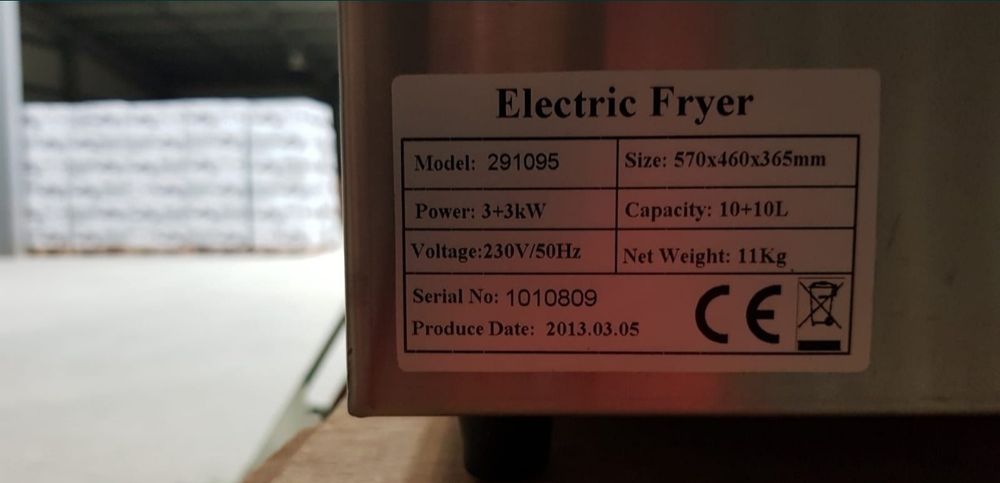 Electric Fryer
Model: 291095
Size: 570x460x365mm
Power: 3+3kW
Capacity: 10+10L
Voltage:230V/50Hz
Net Weight: 11Kg
Serial No: 1010809
Produce Date: 2013.03.05
CE